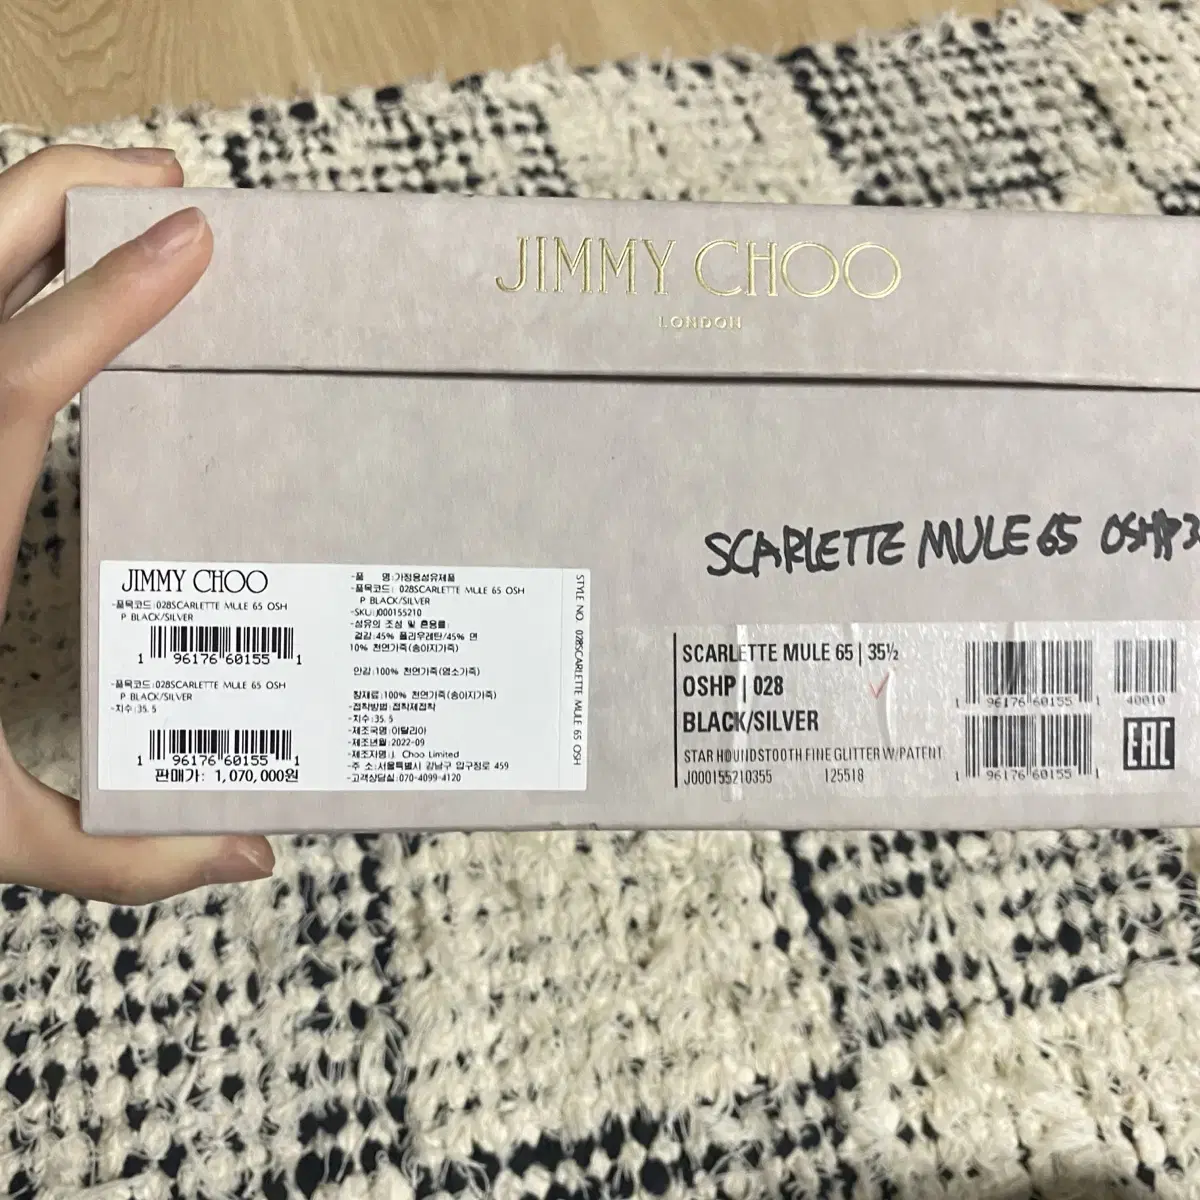 JIMMY CHOO
LONDON
SCARLETTE MULE 65 OSHP
JIMMY CHOO
-품목코드:028SCARLETTE MULE 65 OSH
P BLACK/SILVER
1 96176 60155 1
-품목코드:028SCARLETTE MULE 65 OSH
P BLACK/SILVER
-치수:35.5
1 96176 60155 1
판매가: 1,070,000원
-품 명:가정용섬유제품
-품목코드: 028SCARLETTE MULE 65 OSH
P BLACK/SILVER
-SKU:J000155210
-섬유의 조성 및 혼용률:
겉감:45% 폴리우레탄/45% 면
10% 천연가죽(송아지가죽)
안감:100% 천연가죽(염소가죽)
창재료:100% 천연가죽(송아지가죽)
-접착방법:접착제접착
-치수:35.5
-제조국명:이탈리아
-제조년월:2022-09
-제조자명:J. Choo Limited
-주 소:서울특별시 강남구 압구정로 459
-고객상담실:070-4099-4120
STYLE NO. 028SCARLETTE MULE 65 OSH
SCARLETTE MULE 65 | 35½
OSHP | 028
BLACK/SILVER
STAR HOUNDSTOOTH FINE GLITTER W/PATENT
J000155210355 125518
1 96176 60155 1
40010
1 96176 60155 1
EAC